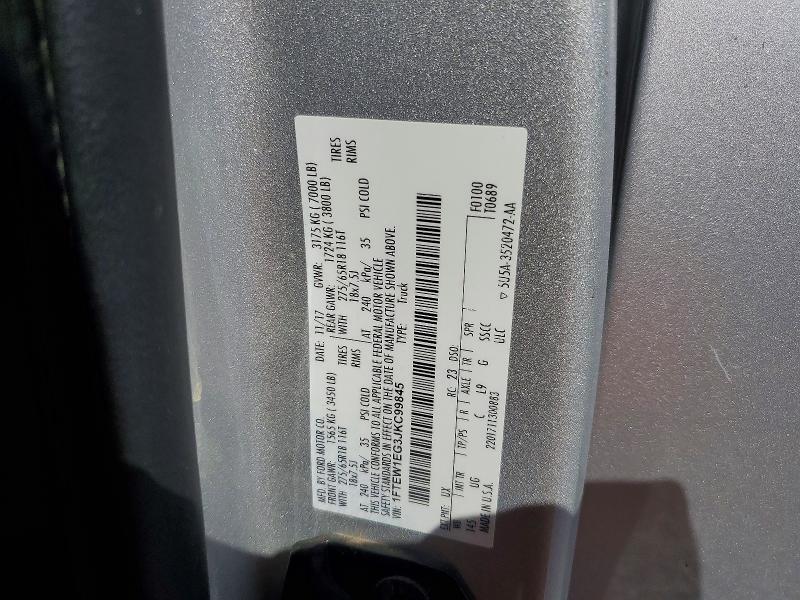 MFD. BY FORD MOTOR CO.
DATE: 11/17 GVWR: 3175 KG ( 7000 LB)
FRONT GAWR: 1565 KG ( 3450 LB) REAR GAWR: 1724 KG ( 3800 LB)
WITH 275/65R18 116T TIRES WITH 275/65R18 116T TIRES
18x7.5J RIMS 18x7.5J RIMS
AT 240 kPa/ 35 PSI COLD AT 240 kPa/ 35 PSI COLD
THIS VEHICLE CONFORMS TO ALL APPLICABLE FEDERAL MOTOR VEHICLE
SAFETY STANDARDS IN EFFECT ON THE DATE OF MANUFACTURE SHOWN ABOVE.
VIN: 1FTEW1EG3JKC99845 TYPE: Truck
F0100
T0689
EXT PNT: UX RC: 23 DSO:
WB INT TR TP/PS R AXLE TR SPR
145 UG C L9 G SSCC
ULC
MADE IN U.S.A. 2201711300883 5U5A-3520472-AA